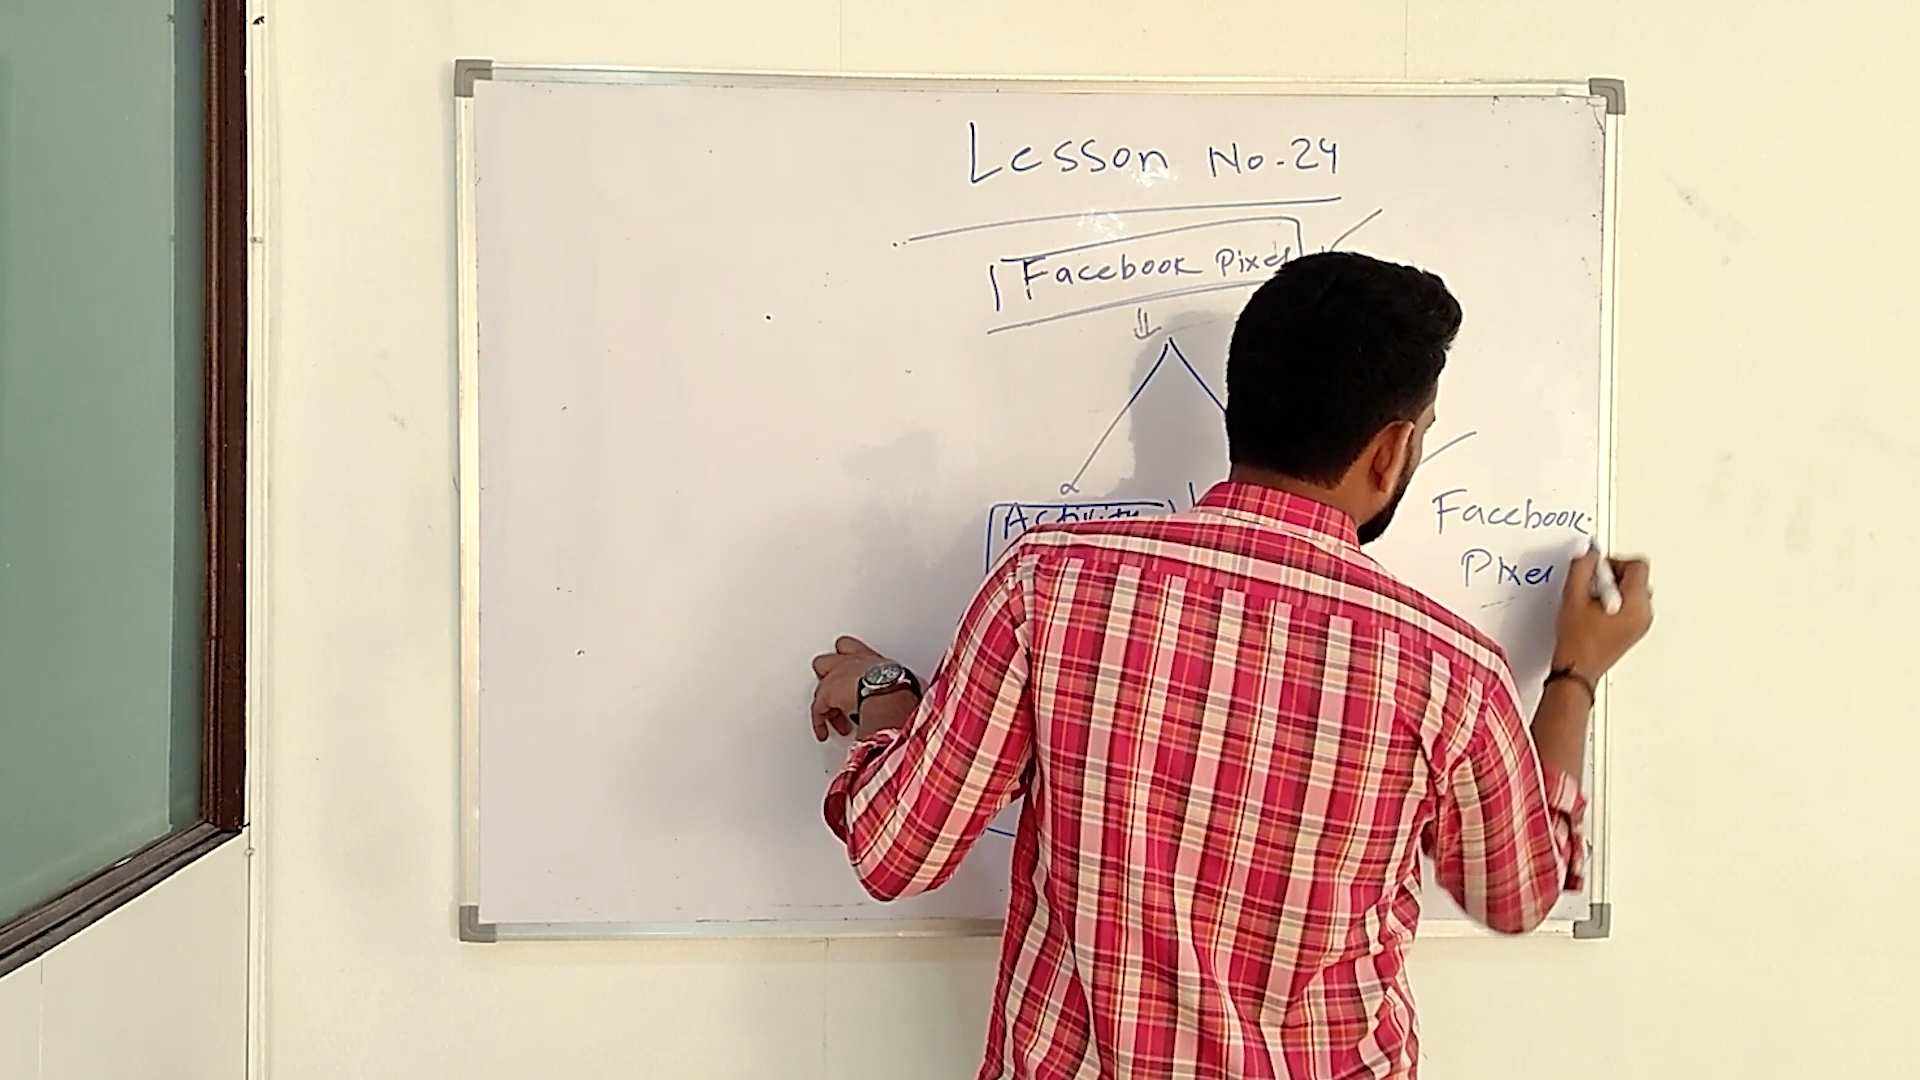 Lesson No. 24
Facebook Pixel
Activity
Facebook
Pixel